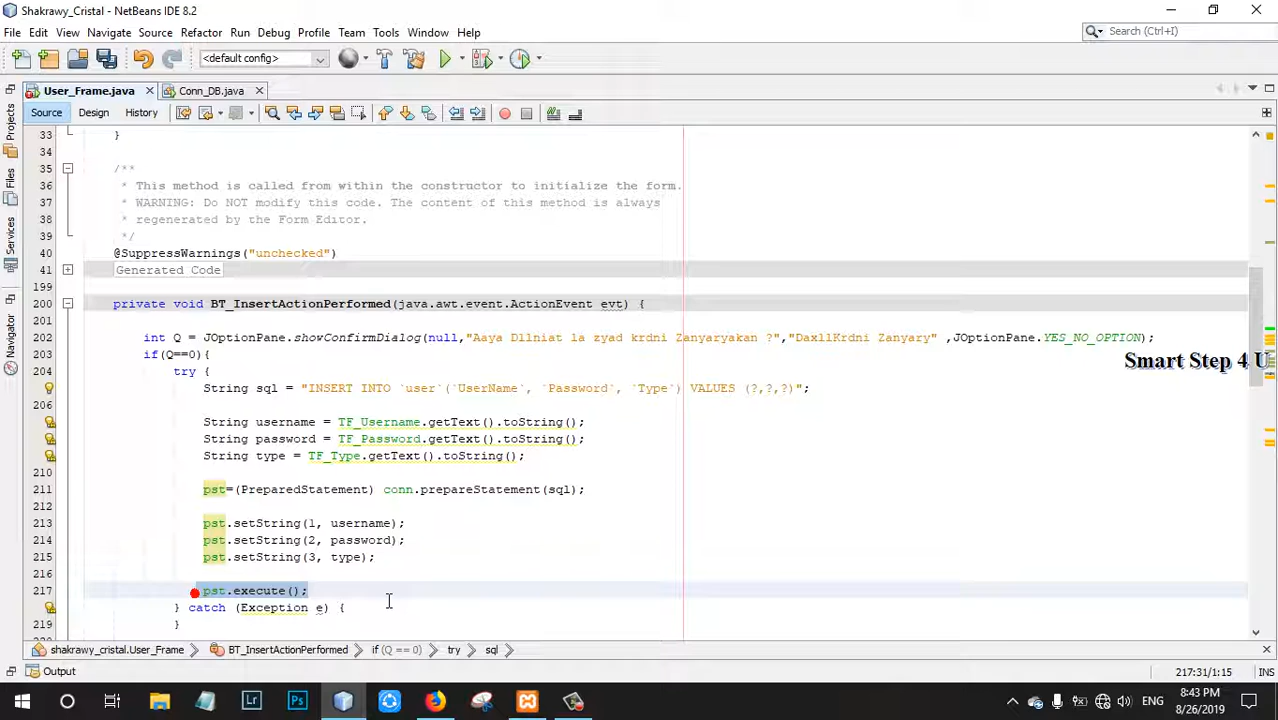 Shakrawy_Cristal - NetBeans IDE 8.2
File Edit View Navigate Source Refactor Run Debug Profile Team Tools Window Help
Search (Ctrl+I)
<default config>
User_Frame.java
Conn_DB.java
Source Design History
Projects
Files
Services
Navigator
33 }
34
35 /**
36 * This method is called from within the constructor to initialize the form.
37 * WARNING: Do NOT modify this code. The content of this method is always
38 * regenerated by the Form Editor.
39 */
40 @SuppressWarnings("unchecked")
41 Generated Code
199
200 private void BT_InsertActionPerformed(java.awt.event.ActionEvent evt) {
201
202 int Q = JOptionPane.showConfirmDialog(null,"Aaya Dllniat la zyad krdni Zanyaryakan ?","DaxllKrdni Zanyary" ,JOptionPane.YES_NO_OPTION);
203 if(Q==0){
204 try {
String sql = "INSERT INTO `user`(`UserName`, `Password`, `Type`) VALUES (?,?,?)";
206
String username = TF_Username.getText().toString();
String password = TF_Password.getText().toString();
String type = TF_Type.getText().toString();
210
211 pst=(PreparedStatement) conn.prepareStatement(sql);
212
213 pst.setString(1, username);
214 pst.setString(2, password);
215 pst.setString(3, type);
216
217 pst.execute();
} catch (Exception e) {
219 }
Smart Step 4 U
shakrawy_cristal.User_Frame BT_InsertActionPerformed if (Q == 0) try sql
Output
217:31/1:15 INS
Lr
Ps
ENG
8:43 PM
8/26/2019